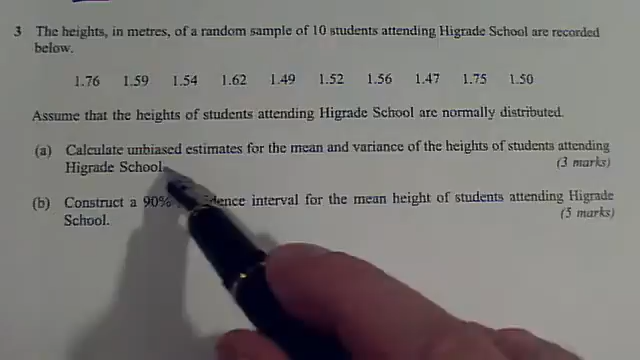 3 The heights, in metres, of a random sample of 10 students attending Higrade School are recorded
below.
1.76 1.59 1.54 1.62 1.49 1.52 1.56 1.47 1.75 1.50
Assume that the heights of students attending Higrade School are normally distributed.
(a) Calculate unbiased estimates for the mean and variance of the heights of students attending
Higrade School. (3 marks)
(b) Construct a 90% interval for the mean height of students attending Higrade
School. (5 marks)